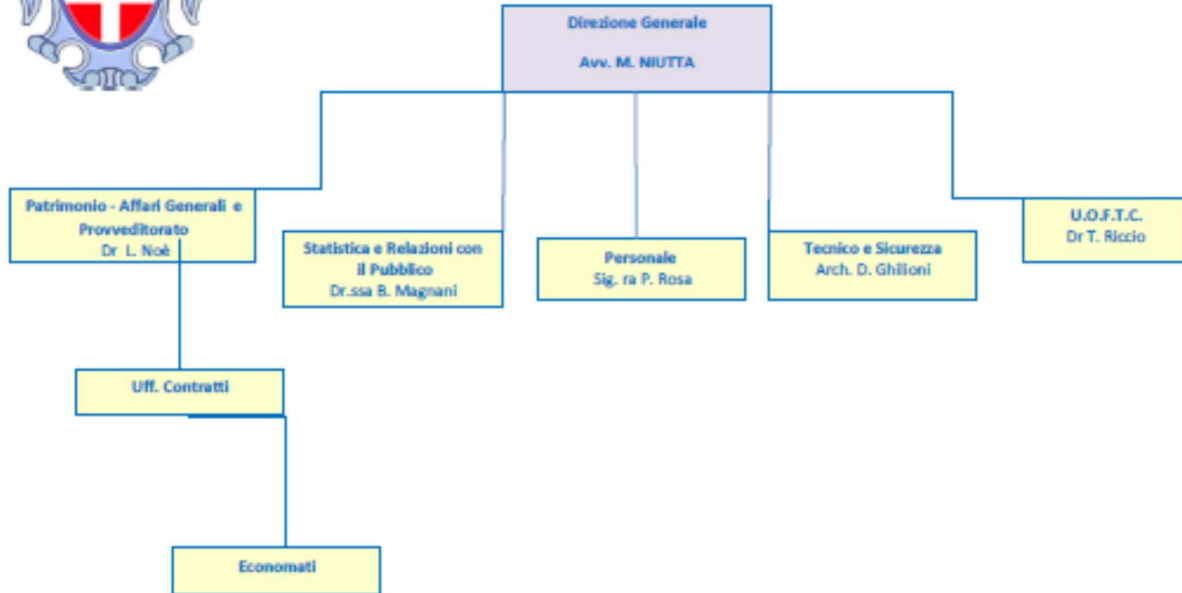 Direzione Generale
Avv. M. NIUTTA
Patrimonio - Affari Generali e
Provveditorato
Dr L. Noè
Statistica e Relazioni con
il Pubblico
Dr.ssa B. Magnani
Personale
Sig. ra P. Rosa
Tecnico e Sicurezza
Arch. D. Ghilioni
U.O.F.T.C.
Dr T. Riccio
Uff. Contratti
Economati